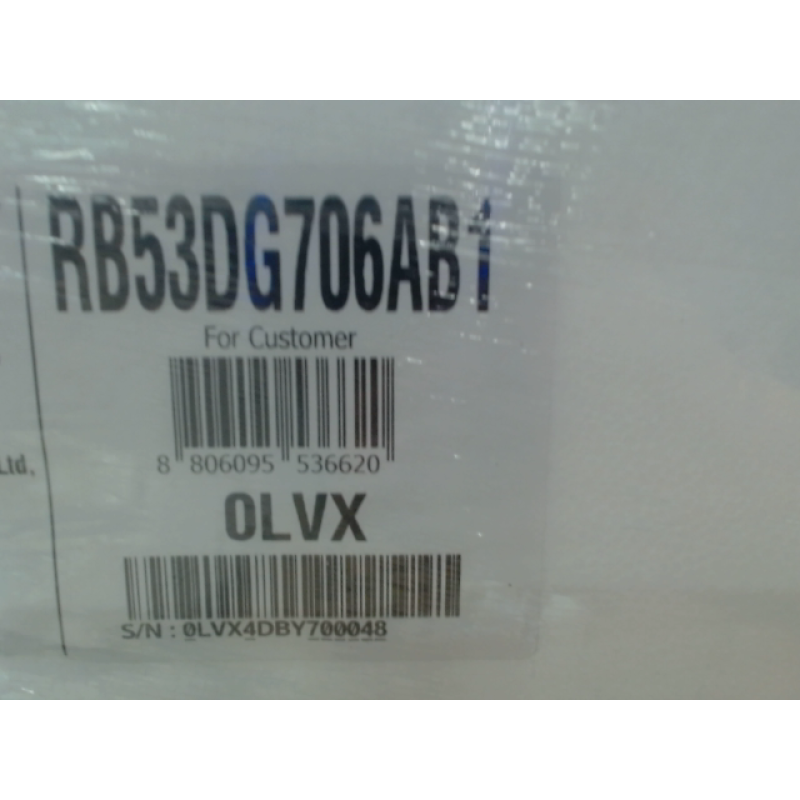 RB53DG706AB1
For Customer
8 806095 536620
Ltd.
0LVX
S/N : 0LVX4DBY700048